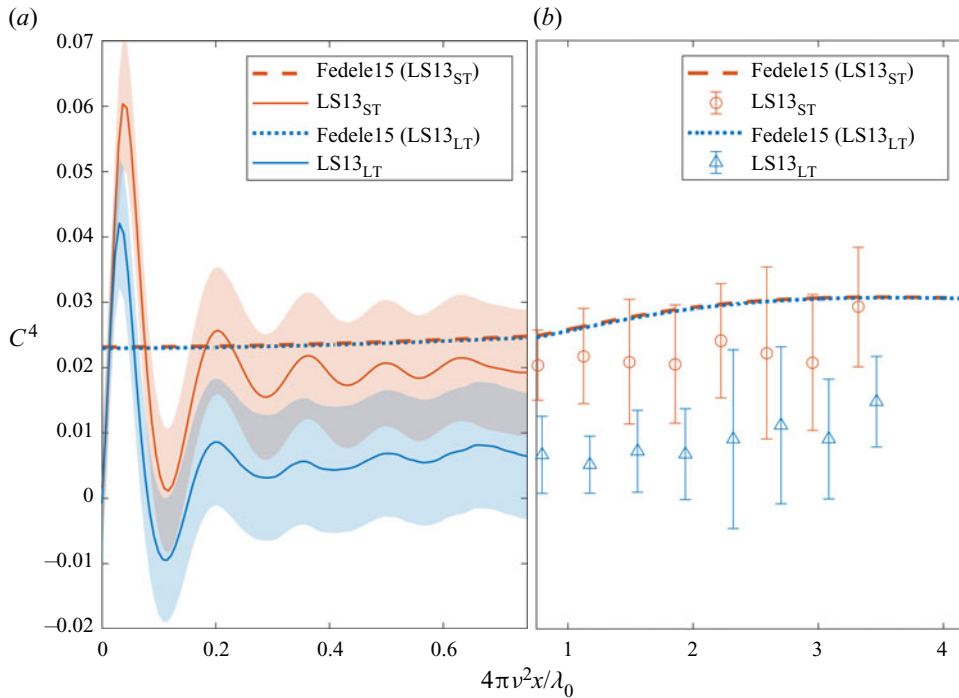 (a)
(b)
0.07
0.06
0.05
0.04
0.03
C⁴
0.02
0.01
0
–0.01
–0.02
Fedele15 (LS13ST)
LS13ST
Fedele15 (LS13LT)
LS13LT
Fedele15 (LS13ST)
LS13ST
Fedele15 (LS13LT)
LS13LT
0 0.2 0.4 0.6 1 2 3 4
4πν²x/λ₀